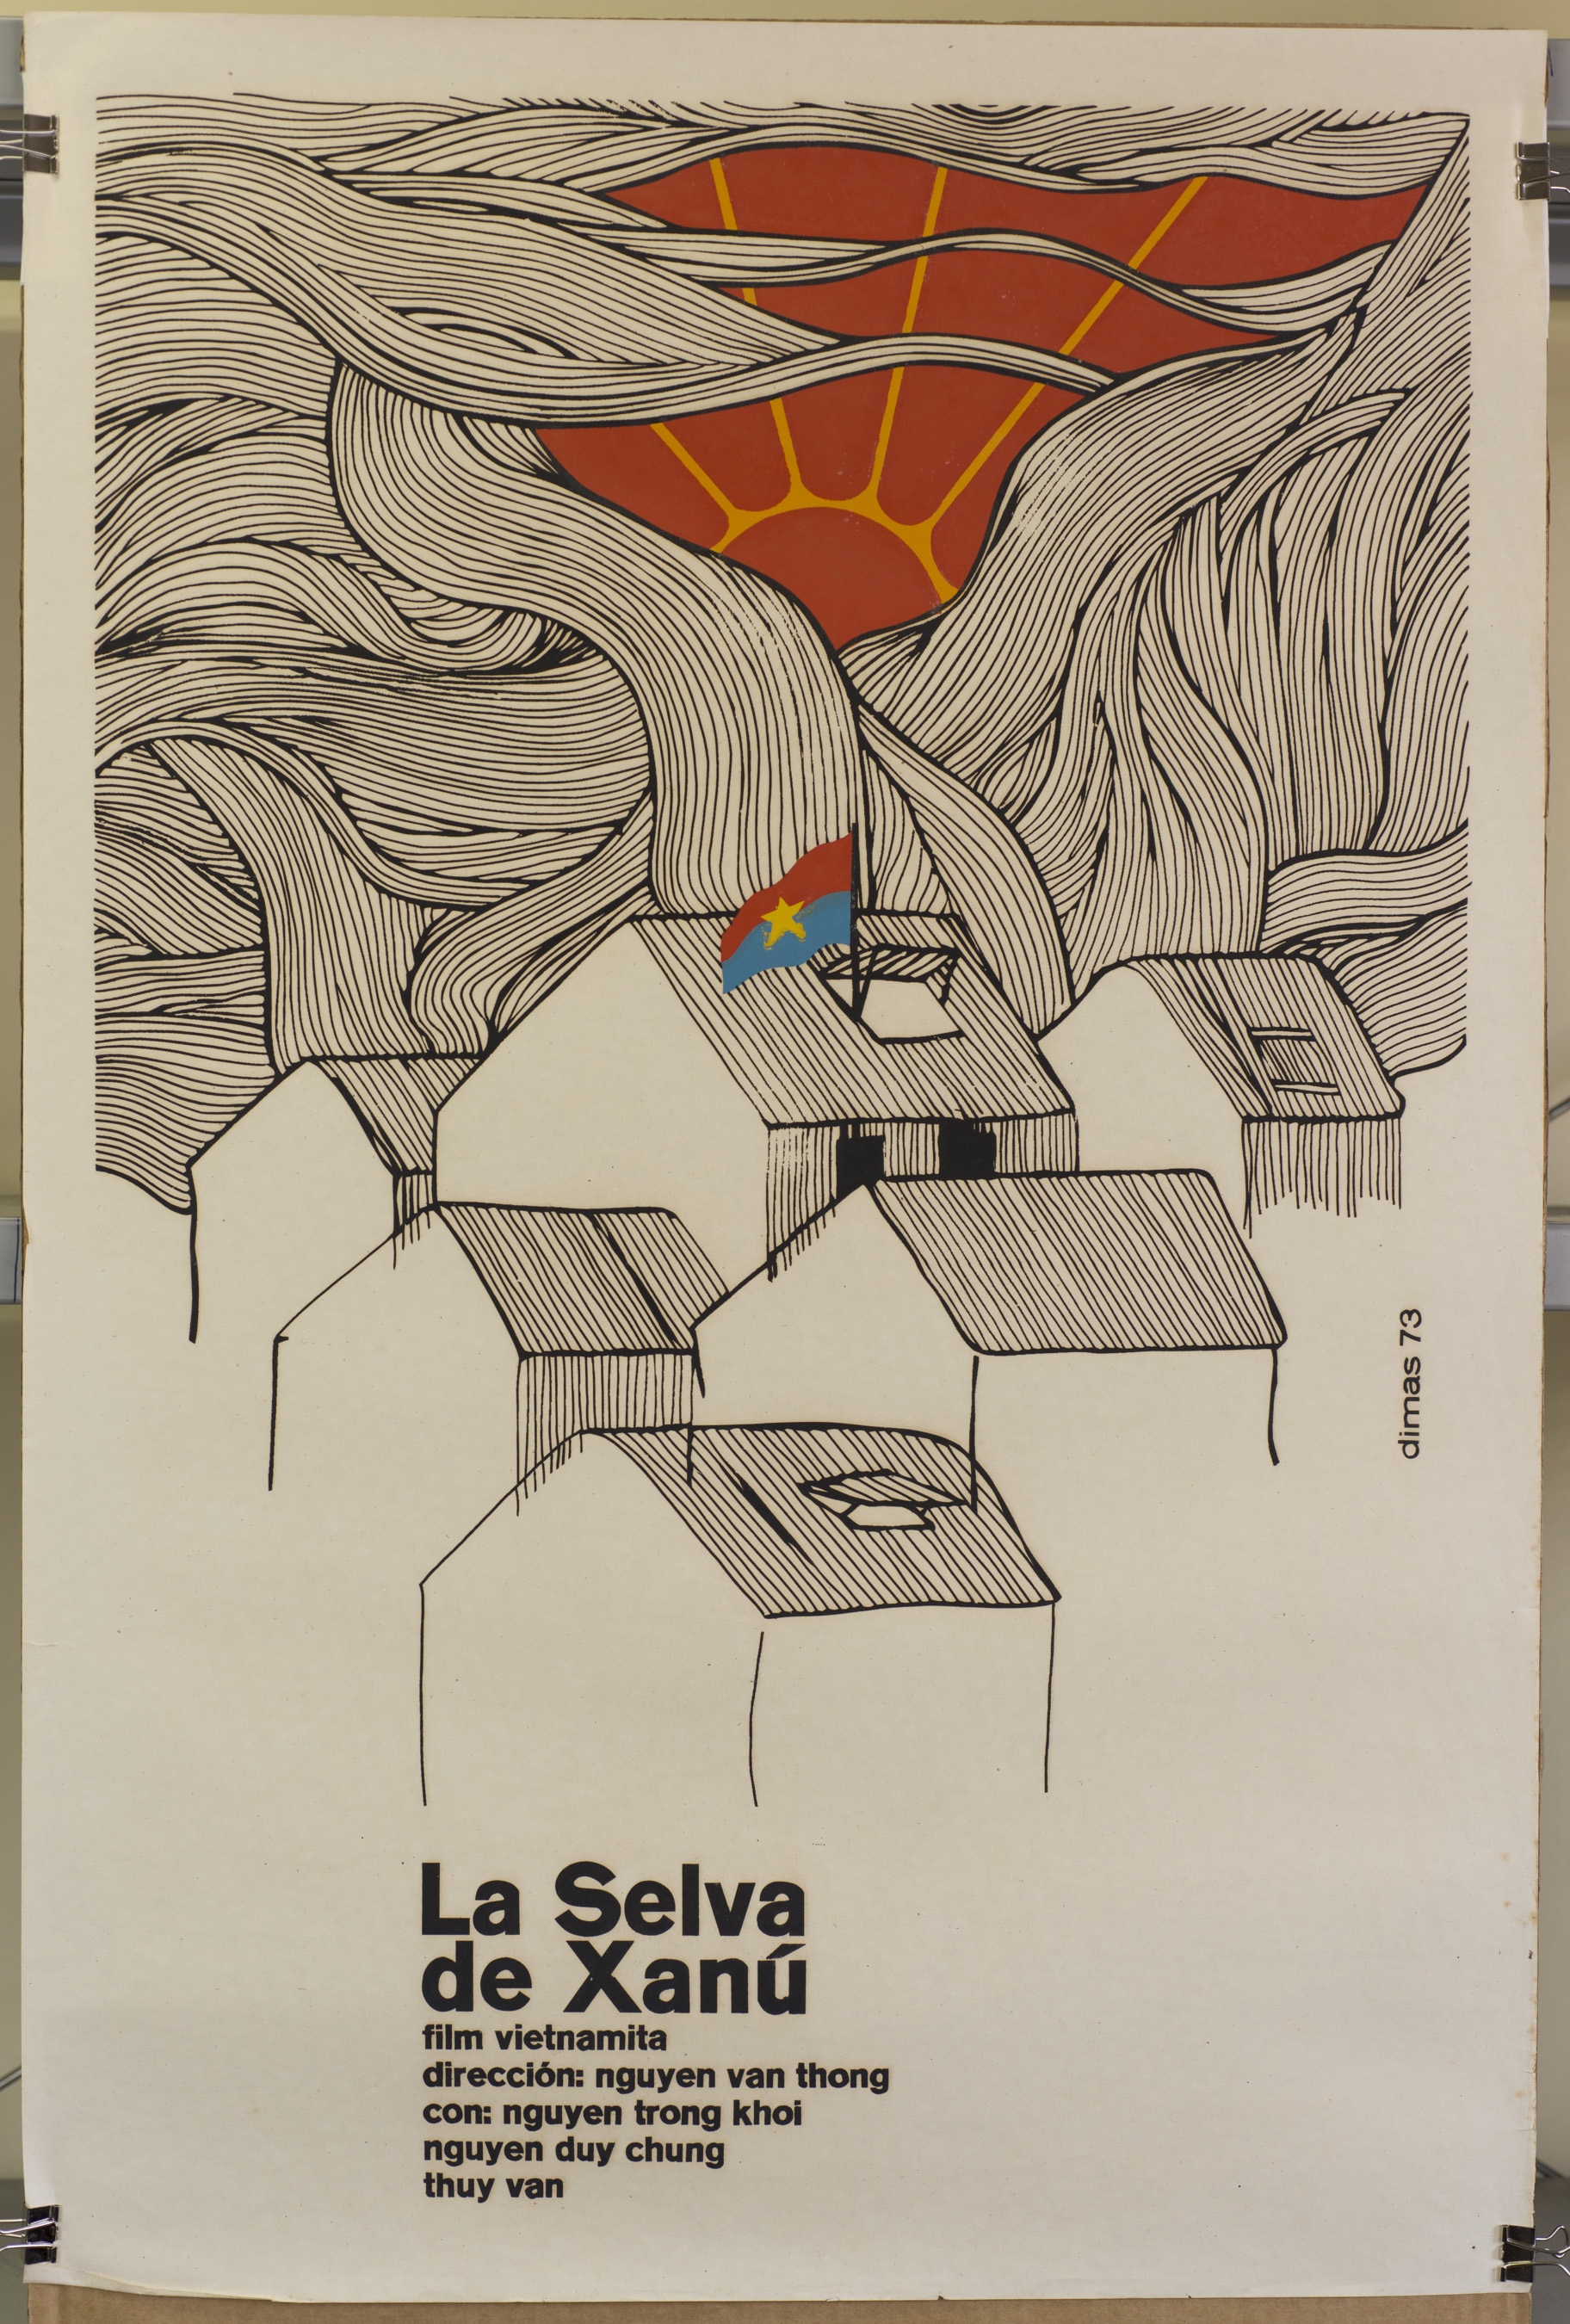 dimas 73
La Selva
de Xanú
film vietnamita
dirección: nguyen van thong
con: nguyen trong khoi
nguyen duy chung
thuy van